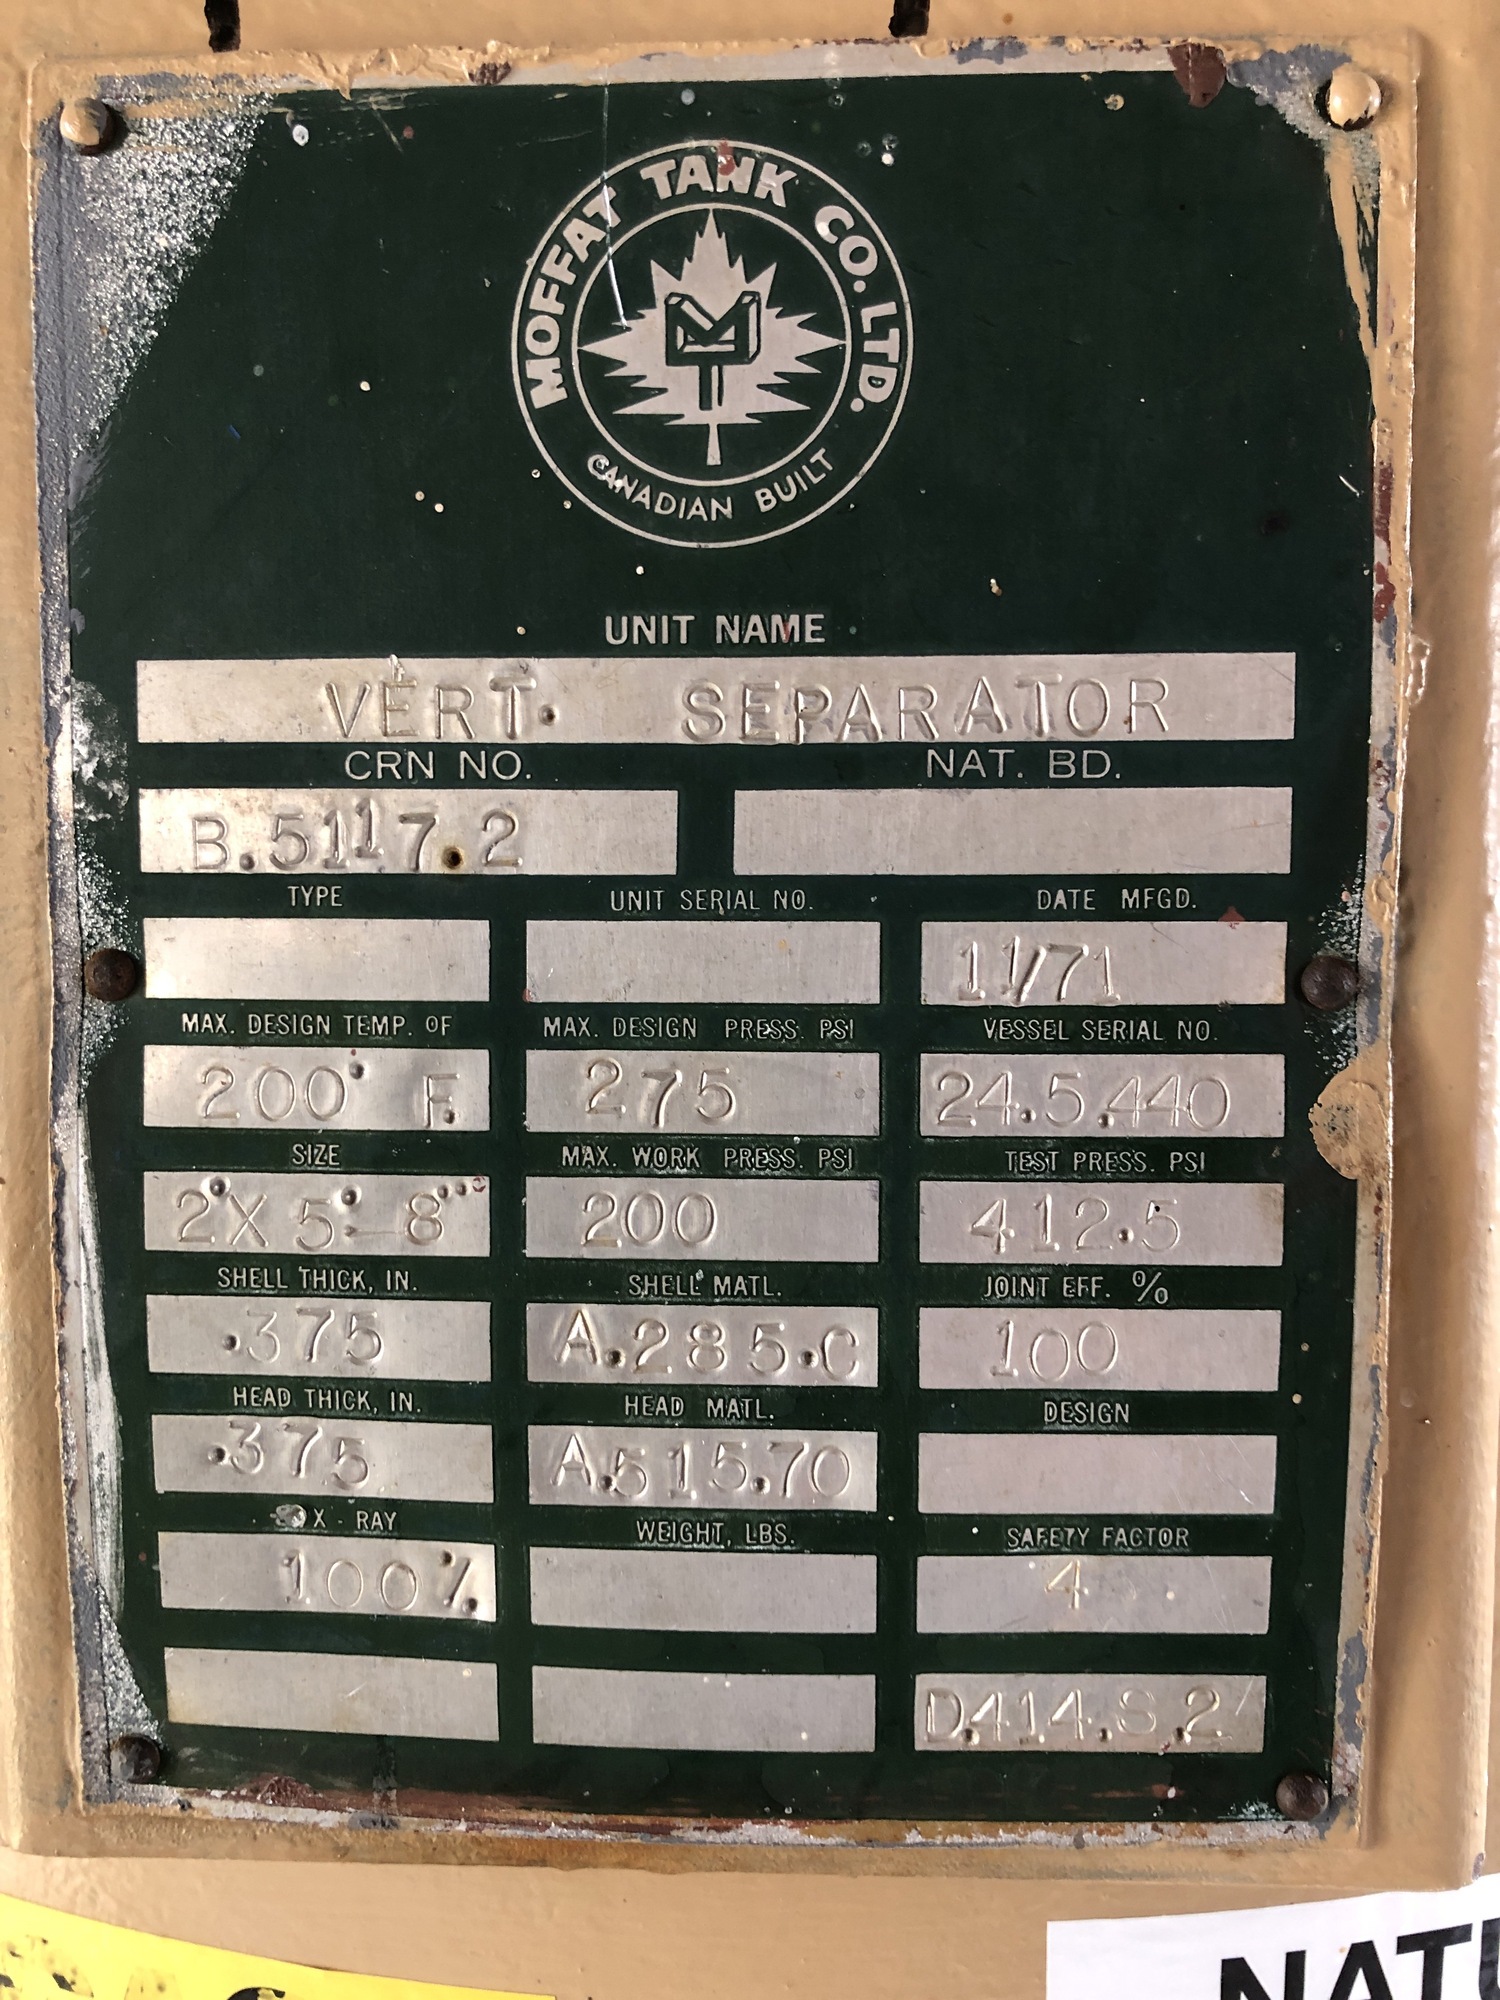 MOFFAT TANK CO. LTD.
M
CANADIAN BUILT
UNIT NAME
VERT. SEPARATOR
CRN NO. NAT. BD.
B.5117.2
TYPE UNIT SERIAL NO. DATE MFGD.
11/71
MAX. DESIGN TEMP. OF MAX. DESIGN PRESS. PSI VESSEL SERIAL NO.
200° F. 275 24.5.440
SIZE MAX. WORK PRESS. PSI TEST PRESS. PSI
2'X 5'-8" 200 412.5
SHELL THICK, IN. SHELL MATL. JOINT EFF. %
.375 A.285.C 100
HEAD THICK, IN. HEAD MATL. DESIGN
.375 A.515.70
X - RAY WEIGHT, LBS. SAFETY FACTOR
100% 4
D.414.S.2